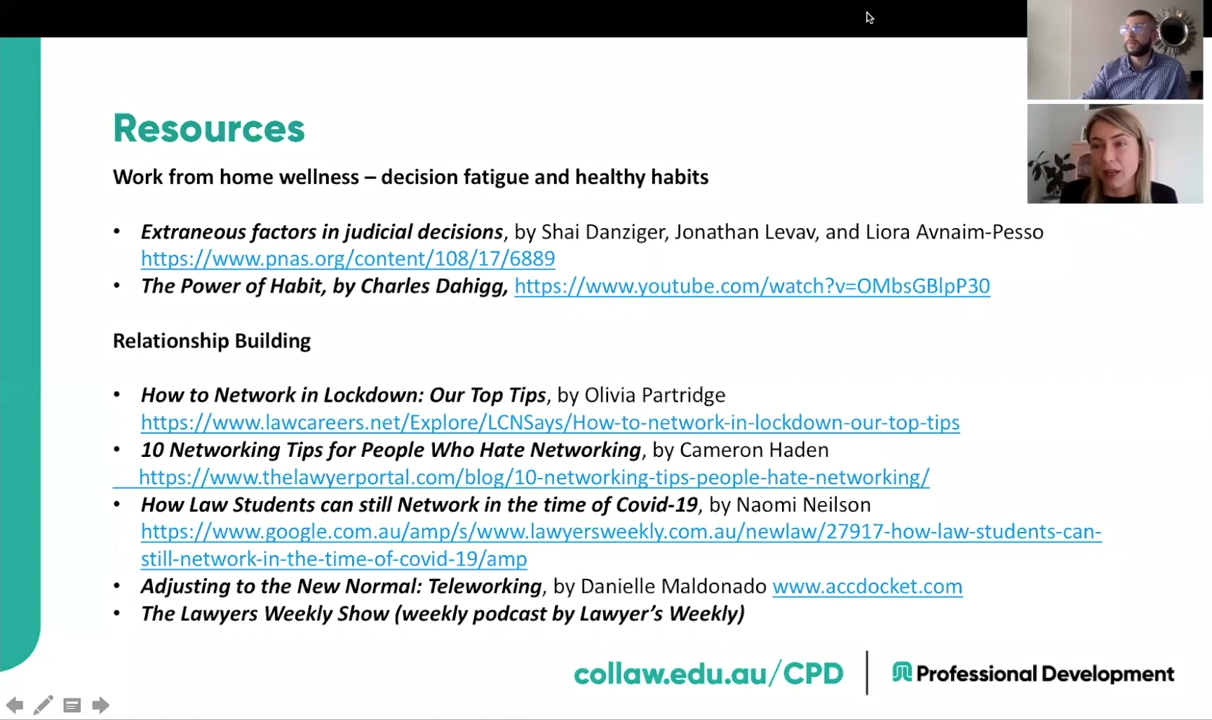 Resources
Work from home wellness – decision fatigue and healthy habits
• Extraneous factors in judicial decisions, by Shai Danziger, Jonathan Levav, and Liora Avnaim-Pesso
https://www.pnas.org/content/108/17/6889
• The Power of Habit, by Charles Dahigg, https://www.youtube.com/watch?v=OMbsGBlpP30
Relationship Building
• How to Network in Lockdown: Our Top Tips, by Olivia Partridge
https://www.lawcareers.net/Explore/LCNSays/How-to-network-in-lockdown-our-top-tips
• 10 Networking Tips for People Who Hate Networking, by Cameron Haden
https://www.thelawyerportal.com/blog/10-networking-tips-people-hate-networking/
• How Law Students can still Network in the time of Covid-19, by Naomi Neilson
https://www.google.com.au/amp/s/www.lawyersweekly.com.au/newlaw/27917-how-law-students-can-
still-network-in-the-time-of-covid-19/amp
• Adjusting to the New Normal: Teleworking, by Danielle Maldonado www.accdocket.com
• The Lawyers Weekly Show (weekly podcast by Lawyer’s Weekly)
collaw.edu.au/CPD | Professional Development